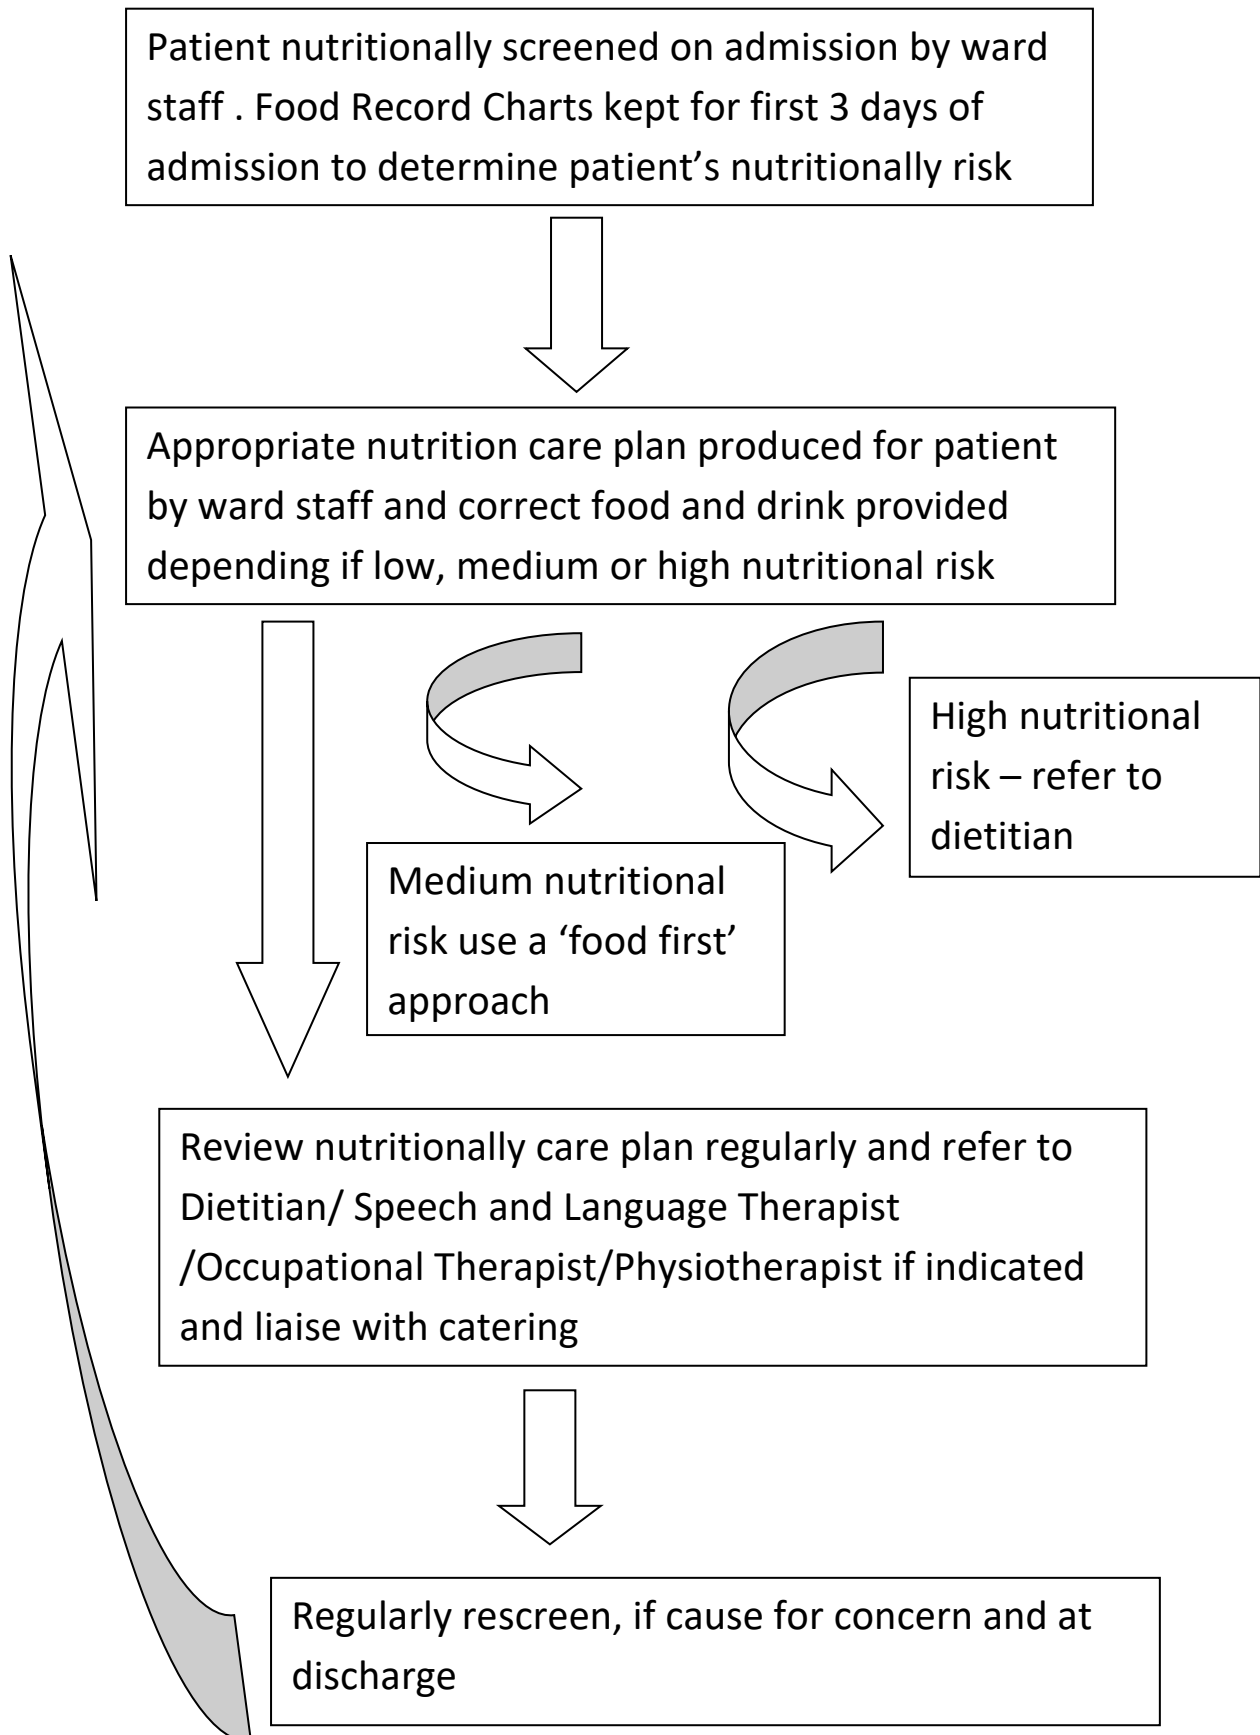 Patient nutritionally screened on admission by ward
staff . Food Record Charts kept for first 3 days of
admission to determine patient’s nutritionally risk
Appropriate nutrition care plan produced for patient
by ward staff and correct food and drink provided
depending if low, medium or high nutritional risk
High nutritional
risk – refer to
dietitian
Medium nutritional
risk use a ‘food first’
approach
Review nutritionally care plan regularly and refer to
Dietitian/ Speech and Language Therapist
/Occupational Therapist/Physiotherapist if indicated
and liaise with catering
Regularly rescreen, if cause for concern and at
discharge